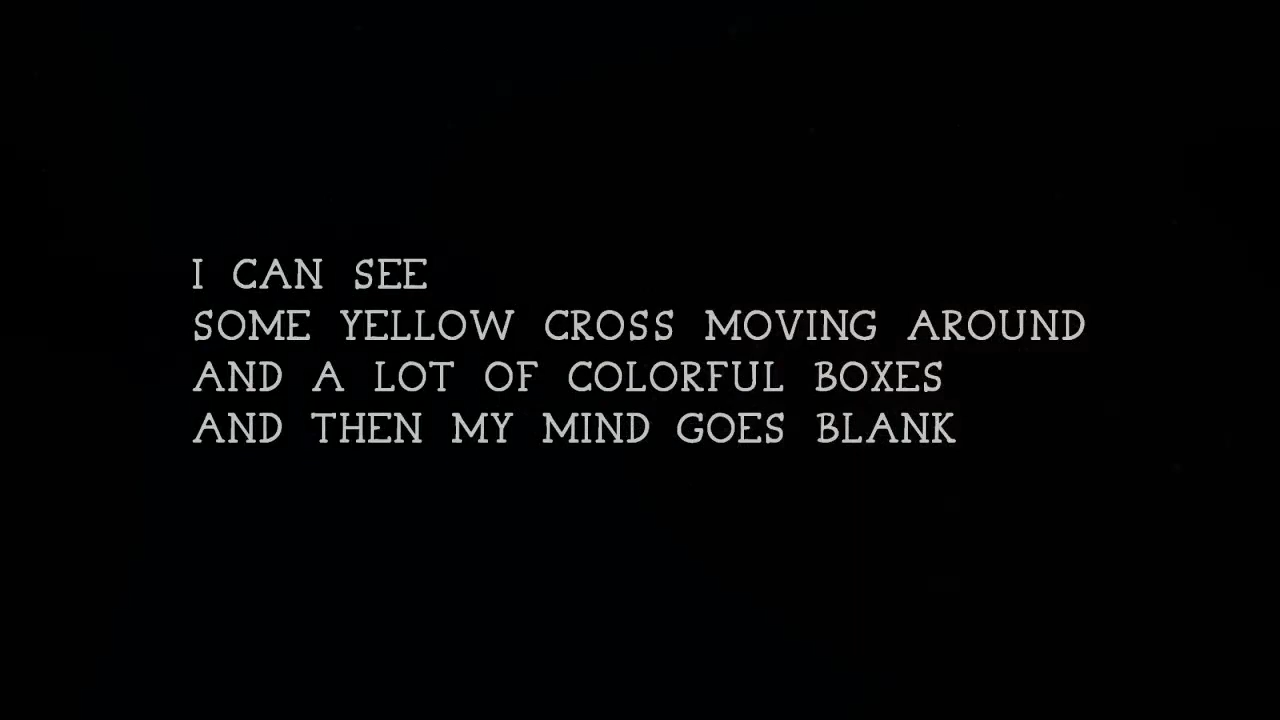 I CAN SEE
SOME YELLOW CROSS MOVING AROUND
AND A LOT OF COLORFUL BOXES
AND THEN MY MIND GOES BLANK